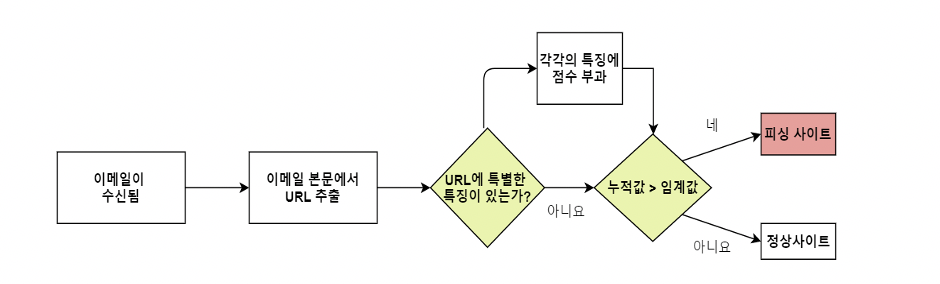 이메일이
수신됨
이메일 본문에서
URL 추출
URL에 특별한
특징이 있는가?
각각의 특징에
점수 부과
아니요
누적값 > 임계값
네
피싱 사이트
아니요
정상사이트